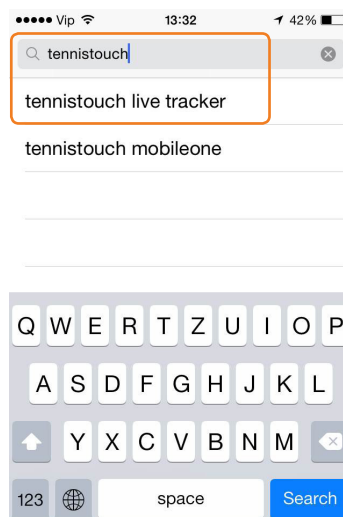 Vip 13:32 42%
tennistouch
tennistouch live tracker
tennistouch mobileone
Q W E R T Z U I O P
A S D F G H J K L
Y X C V B N M
123 space Search